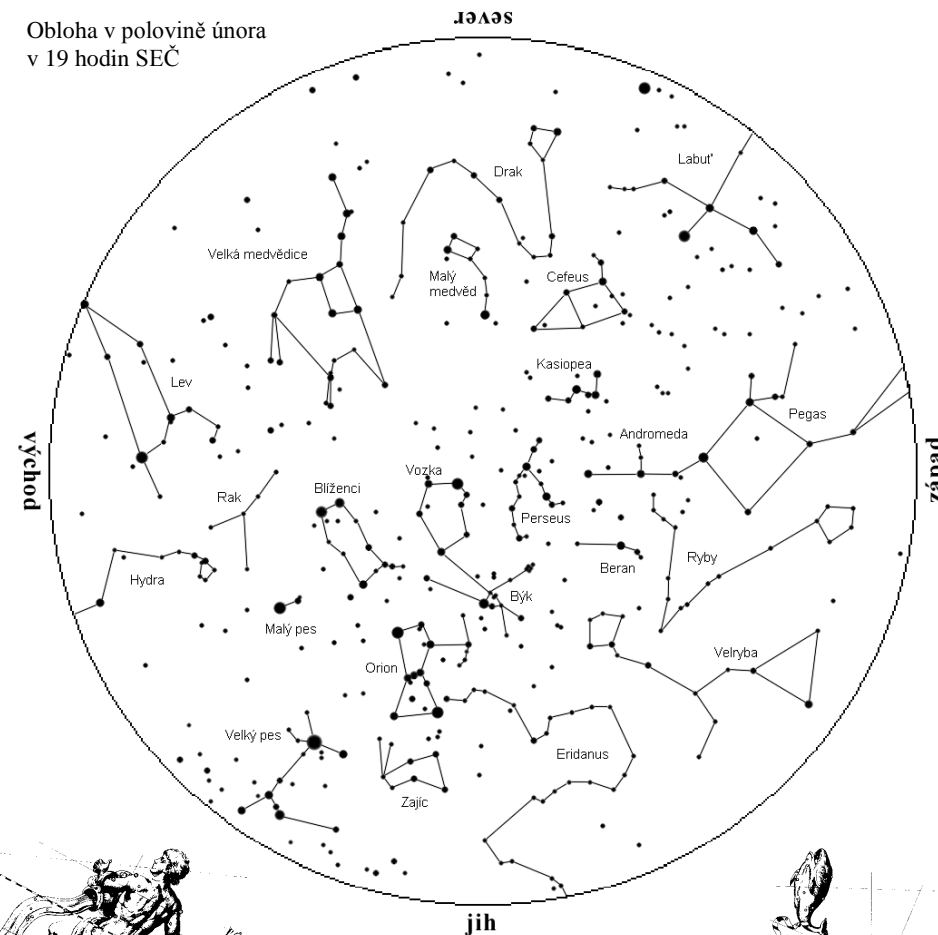 Obloha v polovině února
v 19 hodin SEČ
sever
Labuť
Drak
Velká medvědice
Malý
medvěd
Cefeus
Kasiopea
Lev
Pegas
Andromeda
východ
západ
Vozka
Blíženci
Rak
Perseus
Beran
Ryby
Hydra
Býk
Malý pes
Orion
Velryba
Velký pes
Eridanus
Zajíc
jih